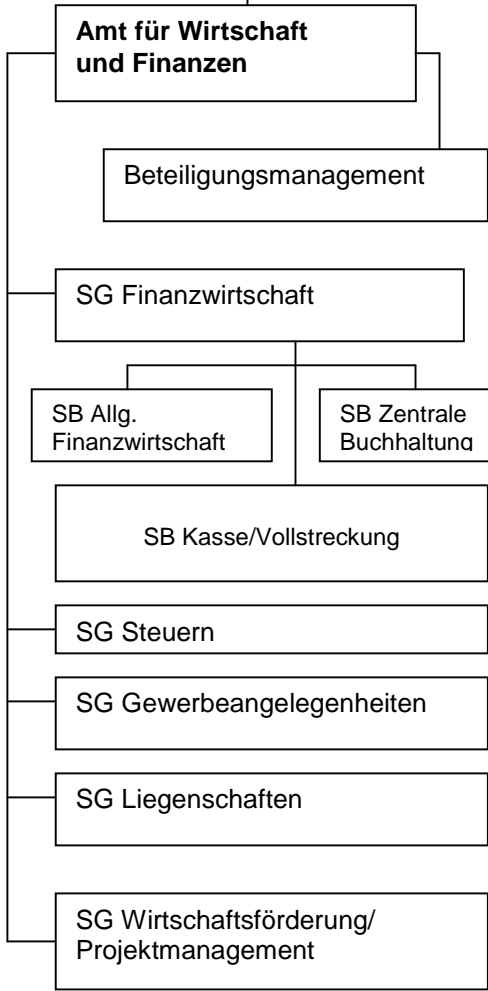 Amt für Wirtschaft
und Finanzen
Beteiligungsmanagement
SG Finanzwirtschaft
SB Allg.
Finanzwirtschaft
SB Zentrale
Buchhaltung
SB Kasse/Vollstreckung
SG Steuern
SG Gewerbeangelegenheiten
SG Liegenschaften
SG Wirtschaftsförderung/
Projektmanagement